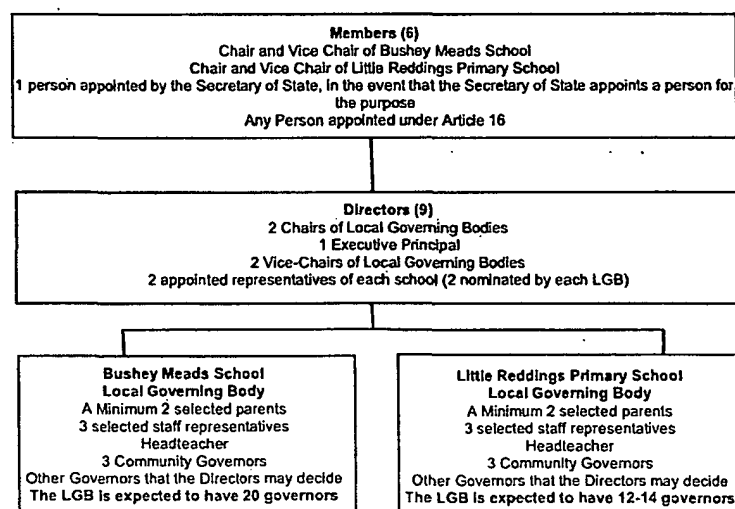 Members (6)
Chair and Vice Chair of Bushey Meads School
Chair and Vice Chair of Little Reddings Primary School
1 person appointed by the Secretary of State, in the event that the Secretary of State appoints a person for
the purpose
Any Person appointed under Article 16
Directors (9)
2 Chairs of Local Governing Bodies
1 Executive Principal
2 Vice-Chairs of Local Governing Bodies
2 appointed representatives of each school (2 nominated by each LGB)
Bushey Meads School
Local Governing Body
A Minimum 2 selected parents
3 selected staff representatives
Headteacher
3 Community Governors
Other Governors that the Directors may decide
The LGB is expected to have 20 governors
Little Reddings Primary School
Local Governing Body
A Minimum 2 selected parents
3 selected staff representatives
Headteacher
3 Community Governors
Other Governors that the Directors may decide
The LGB is expected to have 12-14 governors